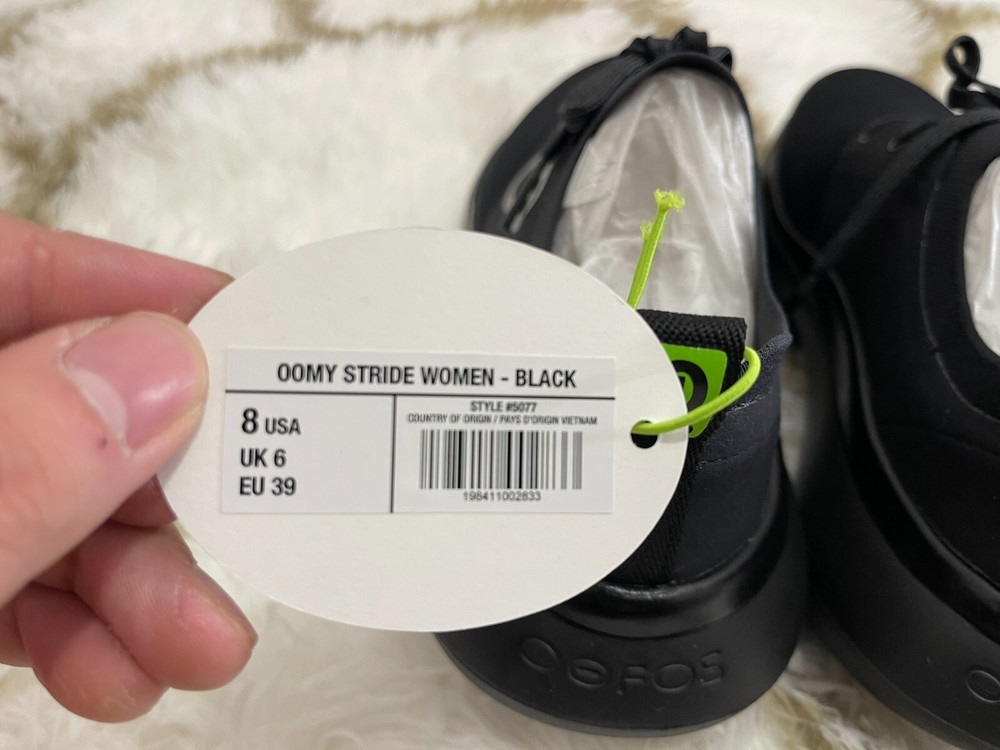 OOMY STRIDE WOMEN - BLACK
8 USA
UK 6
EU 39
STYLE #5077
COUNTRY OF ORIGIN / PAYS D'ORIGIN VIETNAM
198411002833
OOFOS